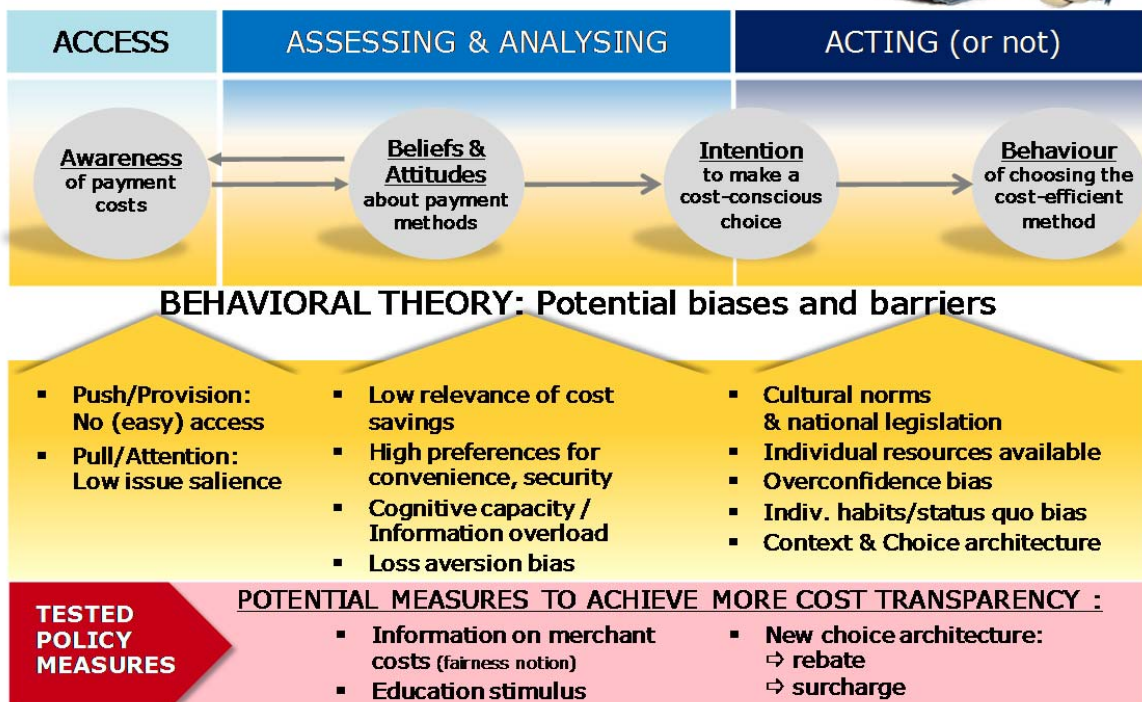 ACCESS
ASSESSING & ANALYSING
ACTING (or not)
Awareness
of payment
costs
Beliefs &
Attitudes
about payment
methods
Intention
to make a
cost-conscious
choice
Behaviour
of choosing the
cost-efficient
method
BEHAVIORAL THEORY: Potential biases and barriers
▪ Push/Provision:
No (easy) access
▪ Pull/Attention:
Low issue salience
▪ Low relevance of cost
savings
▪ High preferences for
convenience, security
▪ Cognitive capacity /
Information overload
▪ Loss aversion bias
▪ Cultural norms
& national legislation
▪ Individual resources available
▪ Overconfidence bias
▪ Indiv. habits/status quo bias
▪ Context & Choice architecture
TESTED
POLICY
MEASURES
POTENTIAL MEASURES TO ACHIEVE MORE COST TRANSPARENCY :
▪ Information on merchant
costs (fairness notion)
▪ Education stimulus
▪ New choice architecture:
⇨ rebate
⇨ surcharge